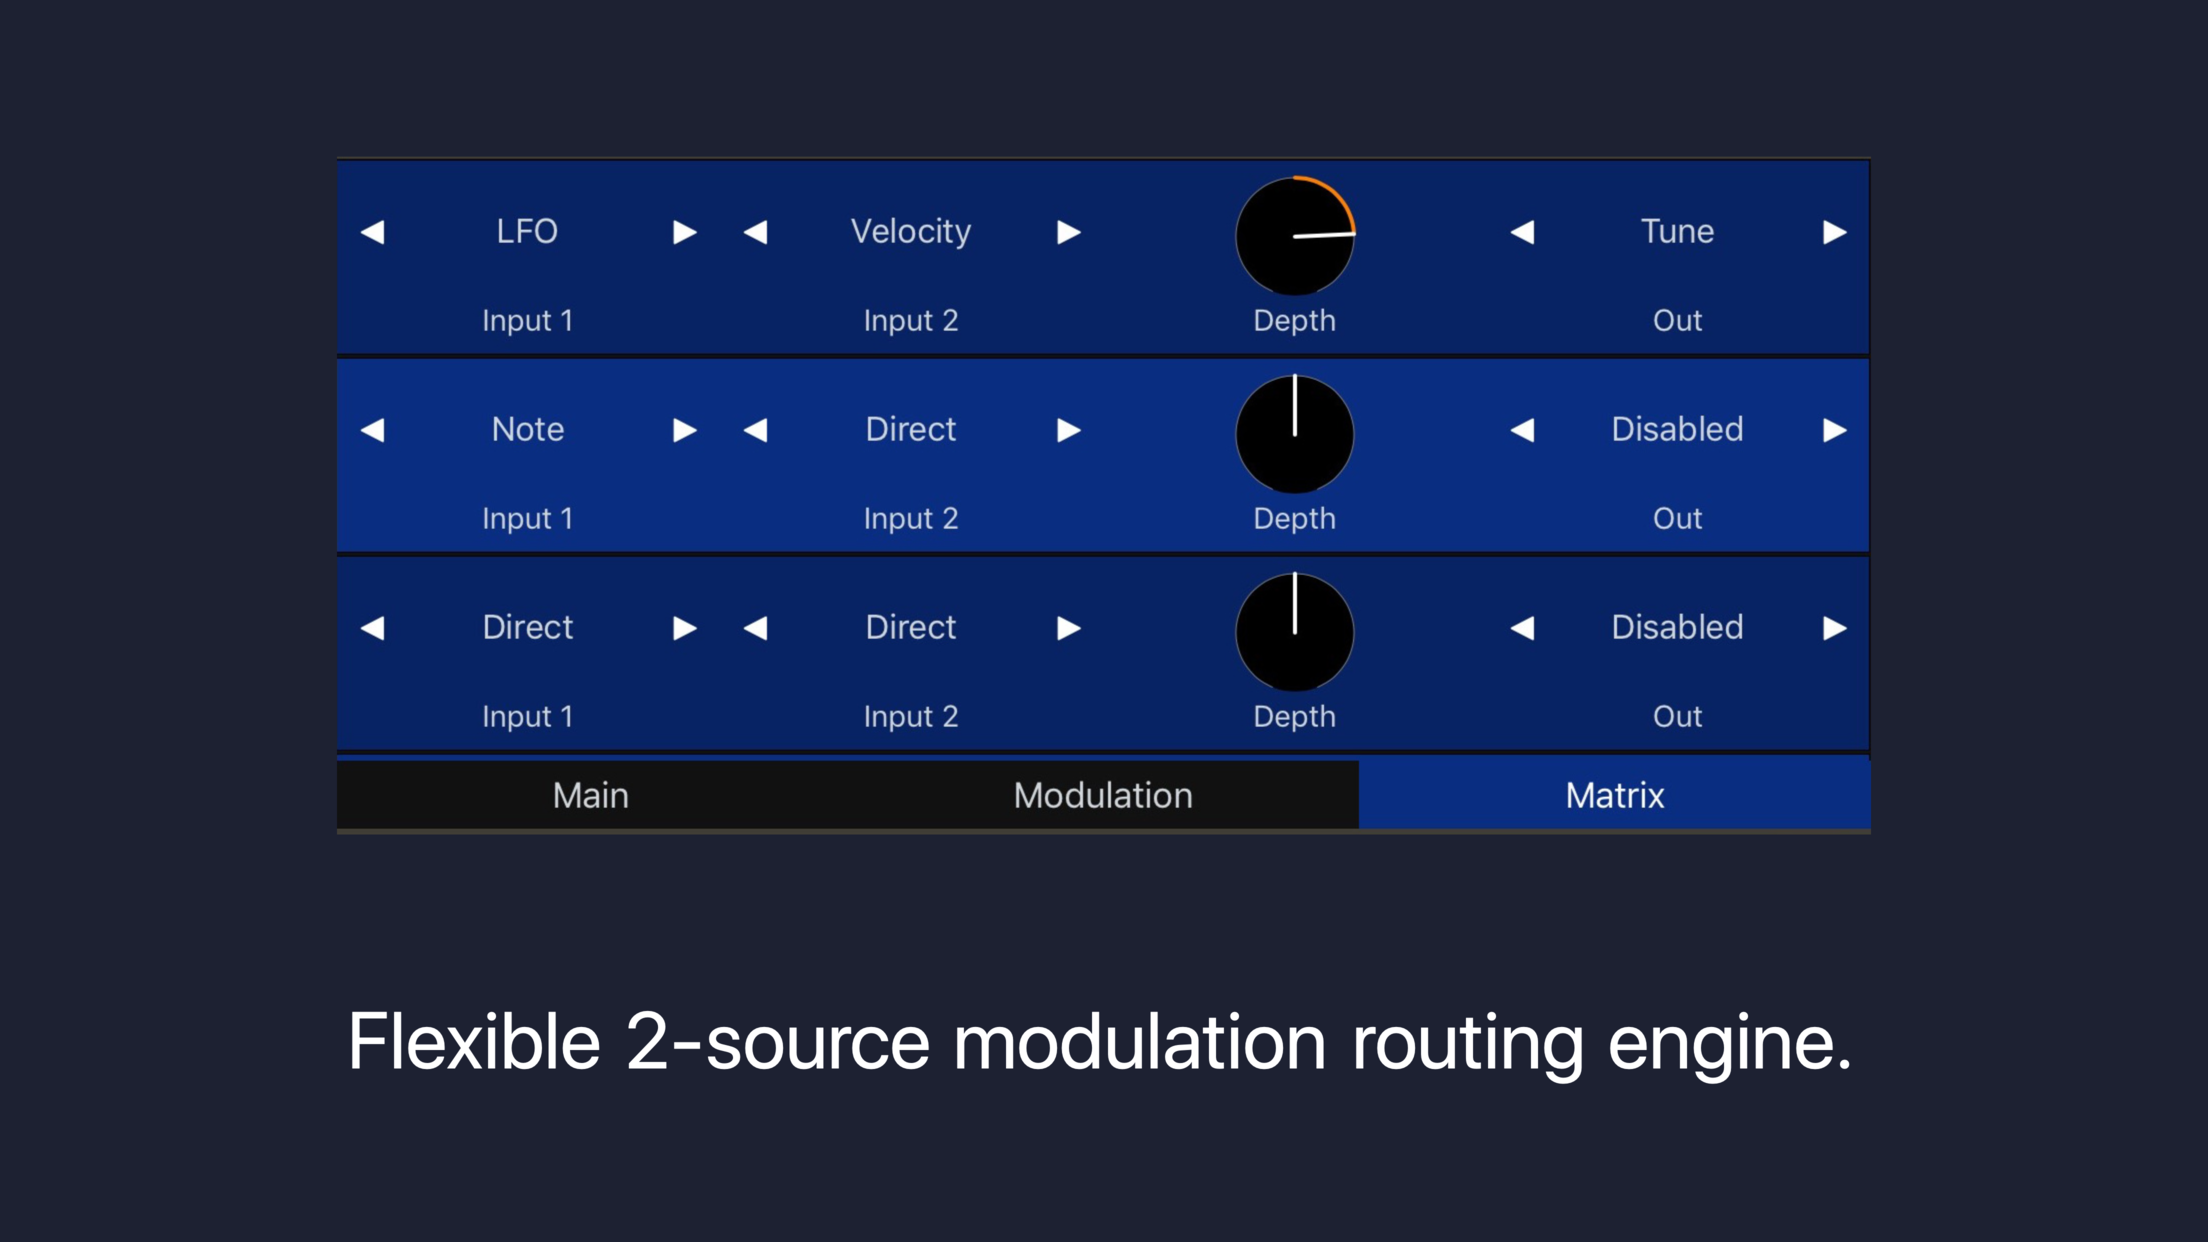 LFO Velocity Tune
Input 1 Input 2 Depth Out
Note Direct Disabled
Input 1 Input 2 Depth Out
Direct Direct Disabled
Input 1 Input 2 Depth Out
Main Modulation Matrix
Flexible 2-source modulation routing engine.